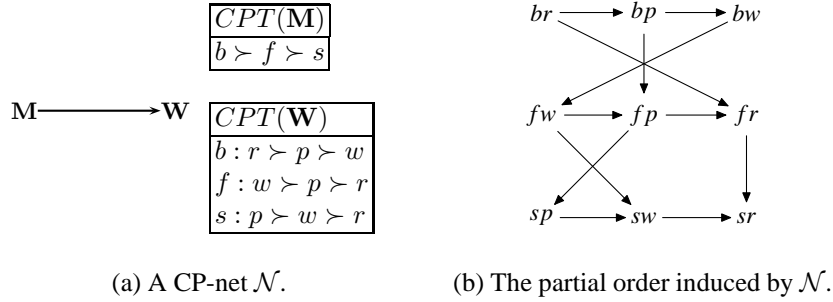 CPT(M)
b ≻ f ≻ s
M W
CPT(W)
b : r ≻ p ≻ w
f : w ≻ p ≻ r
s : p ≻ w ≻ r
(a) A CP-net 𝒩.
br bp bw
fw fp fr
sp sw sr
(b) The partial order induced by 𝒩.